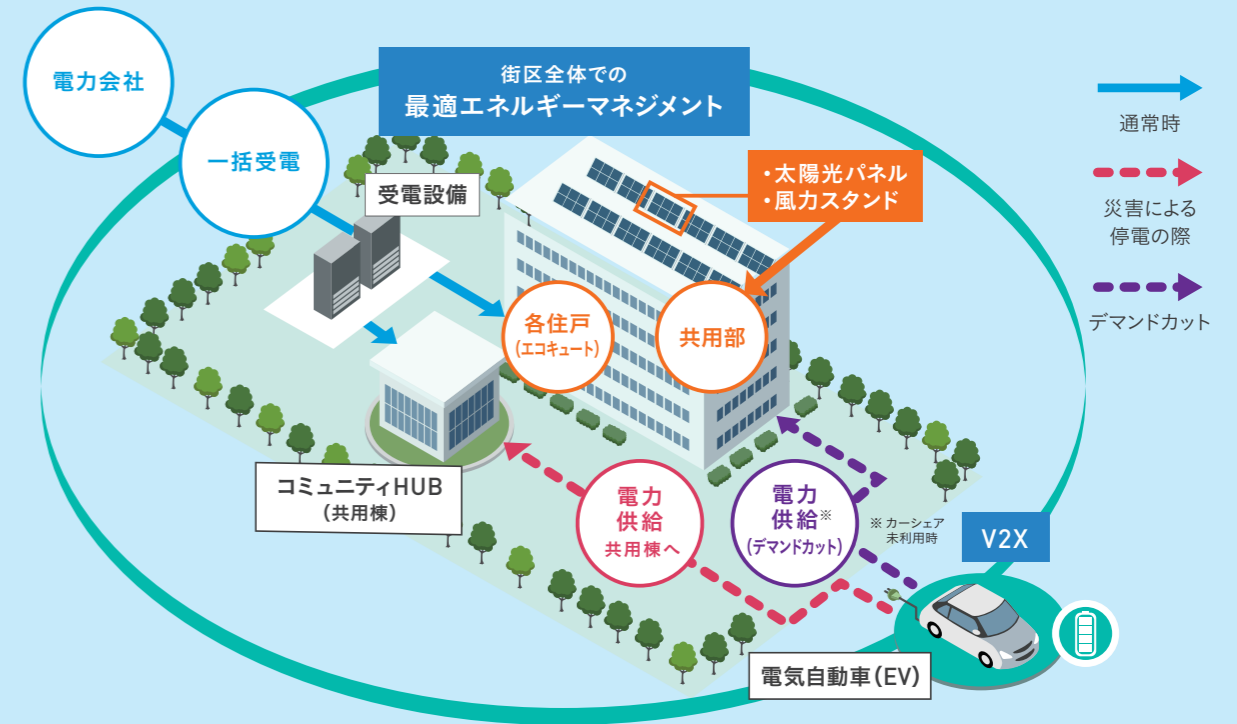 電力会社
一括受電
街区全体での
最適エネルギーマネジメント
受電設備
・太陽光パネル
・風力スタンド
通常時
災害による
停電の際
デマンドカット
各住戸
(エコキュート)
共用部
コミュニティHUB
(共用棟)
電力
供給
共用棟へ
電力
供給※
(デマンドカット)
※ カーシェア
未利用時
V2X
電気自動車(EV)